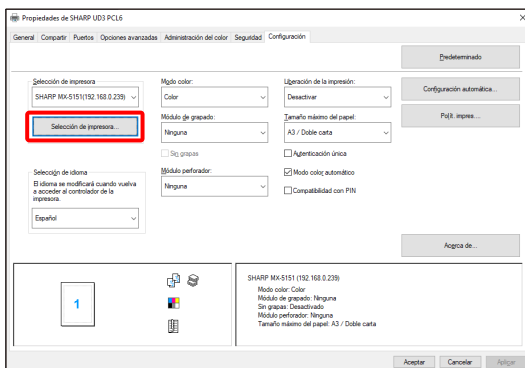 Propiedades de SHARP UD3 PCL6
General Compartir Puertos Opciones avanzadas Administración del color Seguridad Configuración
Predeterminado
Selección de impresora
SHARP MX-5151(192.168.0.239)
Selección de impresora...
Modo color:
Color
Liberación de la impresión:
Desactivar
Configuración automática...
Módulo de grapado:
Ninguna
Tamaño máximo del papel:
A3 / Doble carta
Polít. impres....
Sin grapas
Autenticación única
Selección de idioma
El idioma se modificará cuando vuelva
a acceder al controlador de la
impresora.
Español
Módulo perforador:
Ninguna
Modo color automático
Compatibilidad con PIN
Acerca de...
1
SHARP MX-5151 (192.168.0.239)
Modo color: Color
Módulo de grapado: Ninguna
Sin grapas: Desactivado
Módulo perforador: Ninguna
Tamaño máximo del papel: A3 / Doble carta
Aceptar Cancelar Aplicar